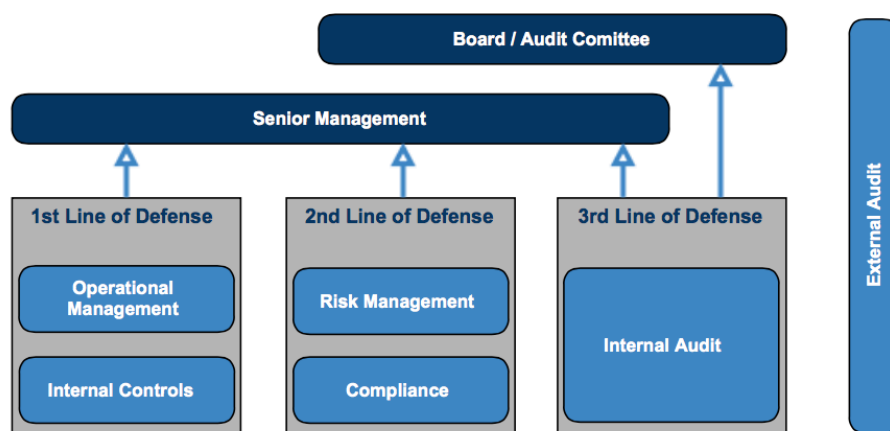 Board / Audit Comittee
Senior Management
1st Line of Defense
2nd Line of Defense
3rd Line of Defense
Operational
Management
Risk Management
Internal Audit
Internal Controls
Compliance
External Audit